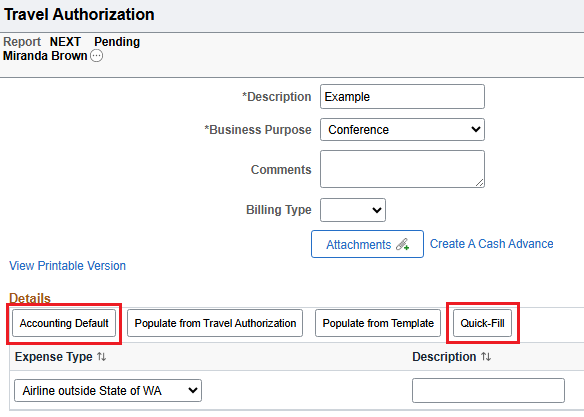 Travel Authorization
Report NEXT Pending
Miranda Brown
*Description Example
*Business Purpose Conference
Comments
Billing Type
Attachments Create A Cash Advance
View Printable Version
Details
Accounting Default Populate from Travel Authorization Populate from Template Quick-Fill
Expense Type Description
Airline outside State of WA